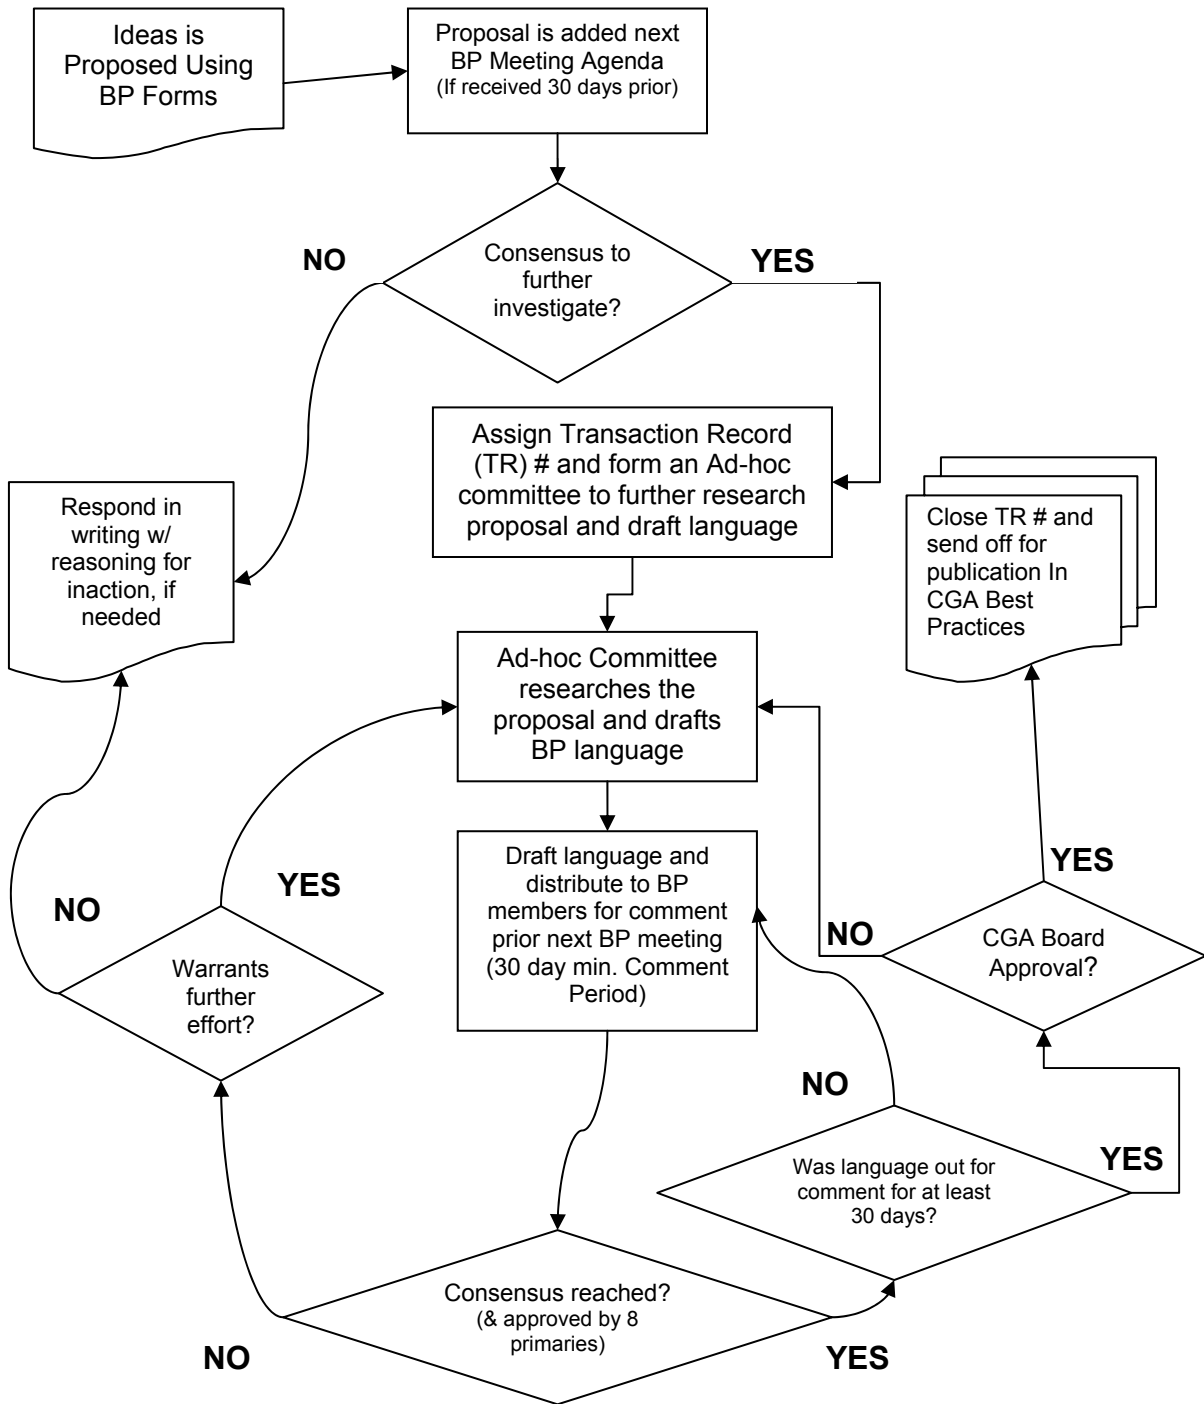 Ideas is
Proposed Using
BP Forms
Proposal is added next
BP Meeting Agenda
(If received 30 days prior)
NO
Consensus to
further
investigate?
YES
Assign Transaction Record
(TR) # and form an Ad-hoc
committee to further research
proposal and draft language
Respond in
writing w/
reasoning for
inaction, if
needed
Close TR # and
send off for
publication In
CGA Best
Practices
Ad-hoc Committee
researches the
proposal and drafts
BP language
Draft language and
distribute to BP
members for comment
prior next BP meeting
(30 day min. Comment
Period)
YES
NO
Warrants
further
effort?
YES
NO
CGA Board
Approval?
NO
Was language out for
comment for at least
30 days?
YES
Consensus reached?
(& approved by 8
primaries)
NO
YES